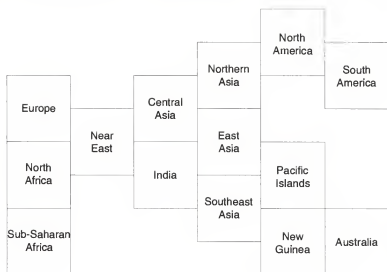 North
America
Northern
Asia
South
America
Europe
Central
Asia
Near
East
East
Asia
North
Africa
India
Pacific
Islands
Southeast
Asia
Sub-Saharan
Africa
New
Guinea
Australia